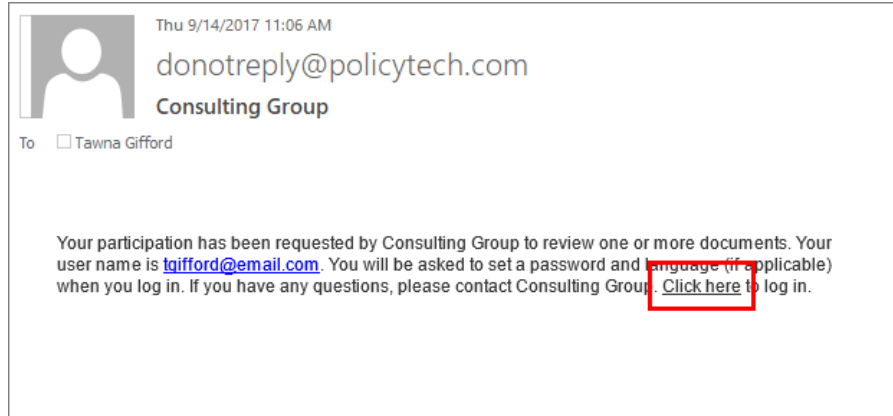 Thu 9/14/2017 11:06 AM
donotreply@policytech.com
Consulting Group
To Tawna Gifford
Your participation has been requested by Consulting Group to review one or more documents. Your
user name is tgifford@email.com. You will be asked to set a password and language (if applicable)
when you log in. If you have any questions, please contact Consulting Group. Click here to log in.